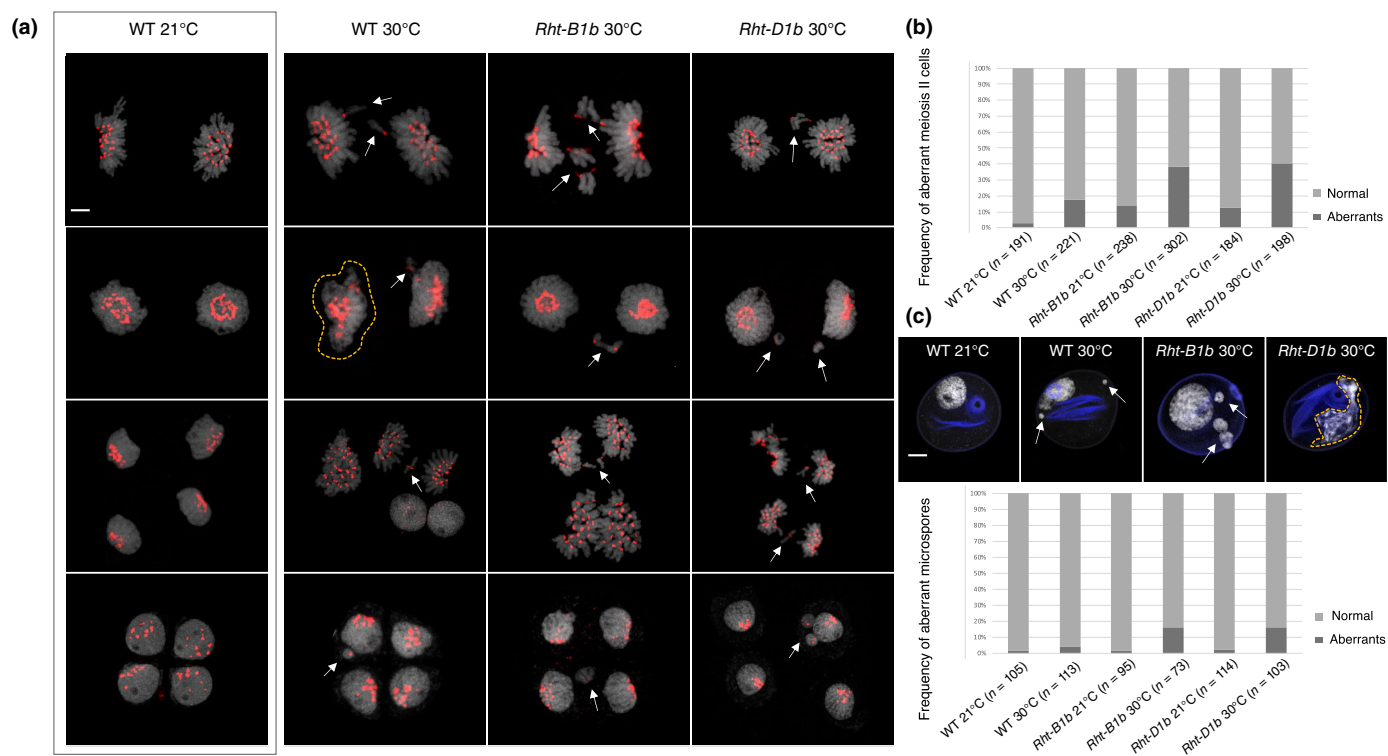 (a)
WT 21°C
WT 30°C
Rht-B1b 30°C
Rht-D1b 30°C
(b)
Frequency of aberrant meiosis II cells
100%
90%
80%
70%
60%
50%
40%
30%
20%
10%
0%
Normal
Aberrants
WT 21°C (n = 191)
WT 30°C (n = 221)
Rht-B1b 21°C (n = 238)
Rht-B1b 30°C (n = 302)
Rht-D1b 21°C (n = 184)
Rht-D1b 30°C (n = 198)
(c)
WT 21°C
WT 30°C
Rht-B1b 30°C
Rht-D1b 30°C
Frequency of aberrant microspores
100%
90%
80%
70%
60%
50%
40%
30%
20%
10%
0%
Normal
Aberrants
WT 21°C (n = 105)
WT 30°C (n = 113)
Rht-B1b 21°C (n = 95)
Rht-B1b 30°C (n = 73)
Rht-D1b 21°C (n = 114)
Rht-D1b 30°C (n = 103)